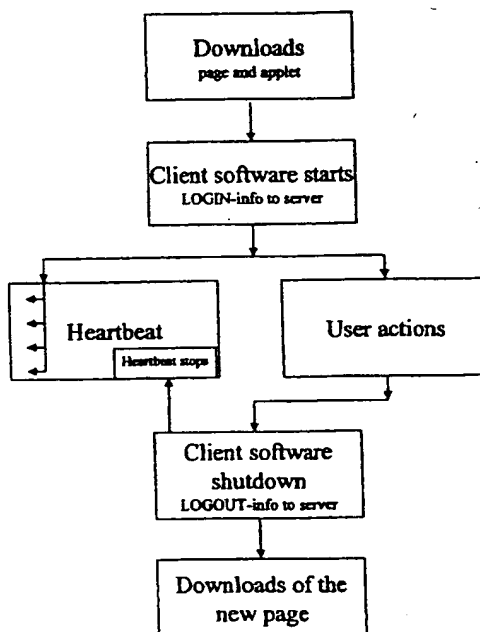 Downloads
page and applet
Client software starts
LOGIN-info to server
Heartbeat
Heartbeat stops
User actions
Client software
shutdown
LOGOUT-info to server
Downloads of the
new page